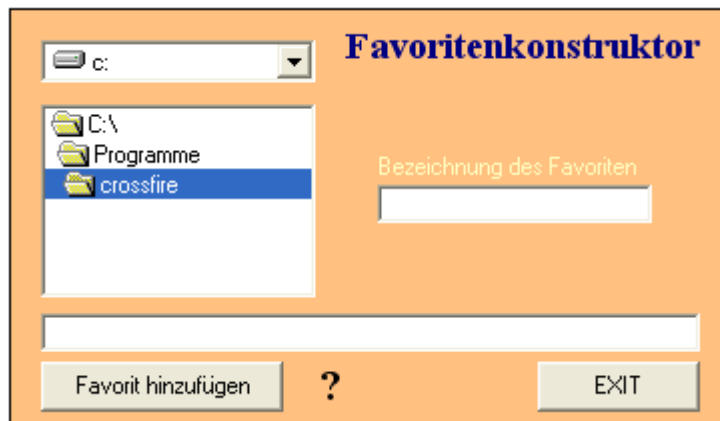 c:
Favoritenkonstruktor
C:\
Programme
crossfire
Bezeichnung des Favoriten
Favorit hinzufügen
?
EXIT